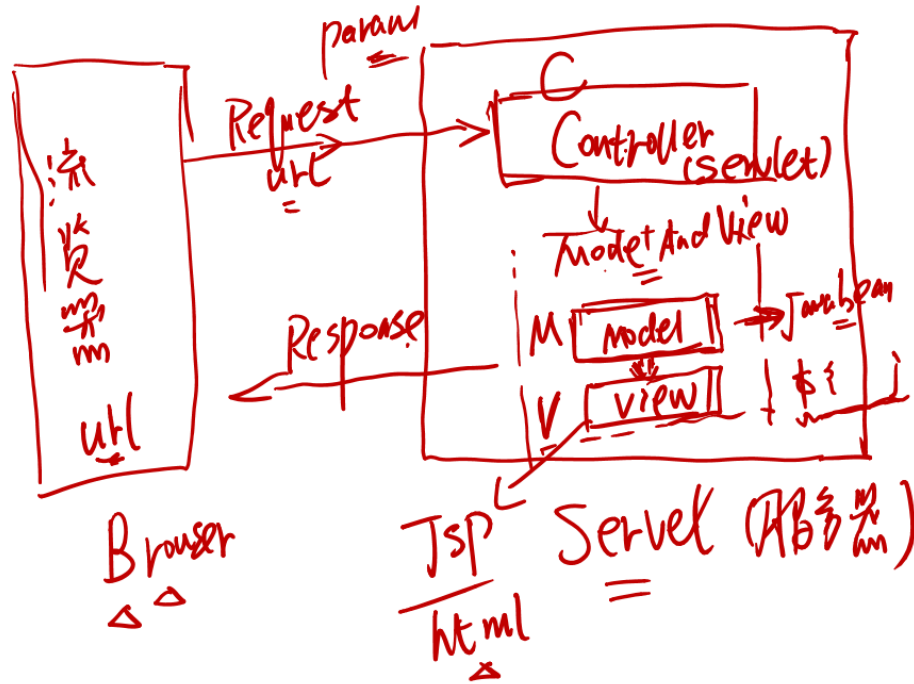 param
C
Controller
(servlet)
Request
url
浏览器
url
ModelAndView
M
Model
Javabean
Response
V
View
${ }
Browser
JSP
html
Server (服务器)